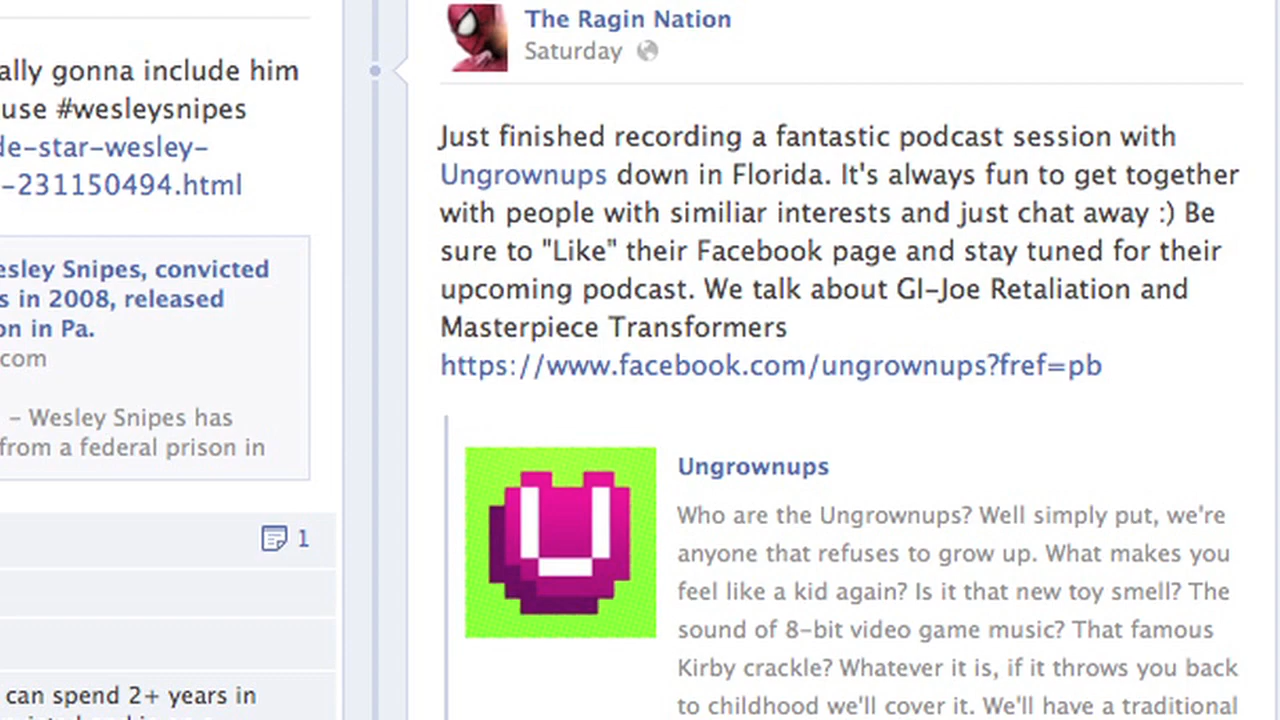 ally gonna include him
use #wesleysnipes
de-star-wesley-
-231150494.html
esley Snipes, convicted
s in 2008, released
on in Pa.
com
- Wesley Snipes has
from a federal prison in
1
can spend 2+ years in
The Ragin Nation
Saturday
Just finished recording a fantastic podcast session with
Ungrownups down in Florida. It's always fun to get together
with people with similiar interests and just chat away :) Be
sure to "Like" their Facebook page and stay tuned for their
upcoming podcast. We talk about GI-Joe Retaliation and
Masterpiece Transformers
https://www.facebook.com/ungrownups?fref=pb
Ungrownups
Who are the Ungrownups? Well simply put, we're
anyone that refuses to grow up. What makes you
feel like a kid again? Is it that new toy smell? The
sound of 8-bit video game music? That famous
Kirby crackle? Whatever it is, if it throws you back
to childhood we'll cover it. We'll have a traditional